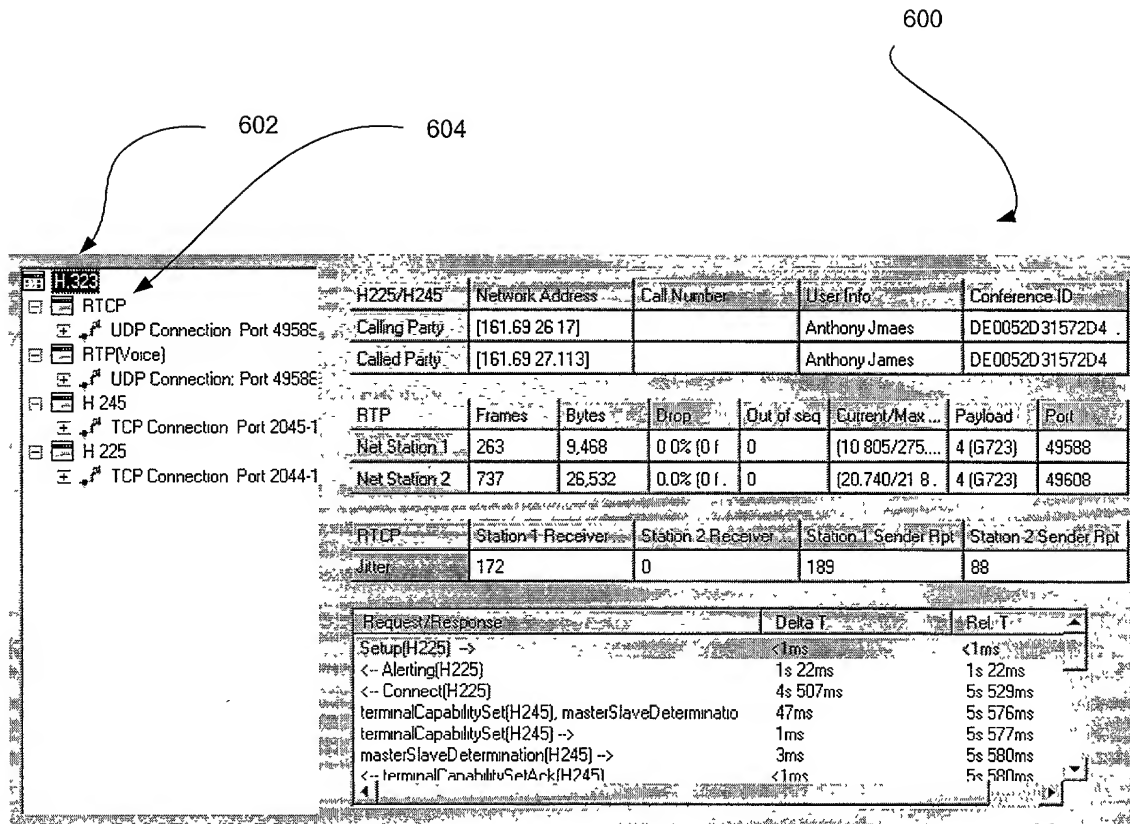 600
602
604
H.323
RTCP
UDP Connection Port 49589
RTP(Voice)
UDP Connection: Port 49588
H 245
TCP Connection Port 2045-1
H 225
TCP Connection Port 2044-1
H225/H245 Network Address Call Number User Info Conference ID
Calling Party [161.69 26 17] Anthony Jmaes DE0052D31572D4 .
Called Party [161.69 27.113] Anthony James DE0052D31572D4
RTP Frames Bytes Drop Out of seq Current/Max ... Payload Port
Net Station 1 263 9,468 0 0% (0 f 0 (10 805/275.... 4 (G723) 49588
Net Station 2 737 26,532 0.0% (0 f . 0 (20.740/21 8 . 4 (G723) 49608
RTCP Station 1 Receiver... Station 2 Receiver... Station 1 Sender Rpt Station 2 Sender Rpt
Jitter 172 0 189 88
Request/Response Delta T Rel. T
Setup(H225) --> <1ms <1ms
<-- Alerting(H225) 1s 22ms 1s 22ms
<-- Connect(H225) 4s 507ms 5s 529ms
terminalCapabilitySet(H245), masterSlaveDeterminatio 47ms 5s 576ms
terminalCapabilitySet(H245) --> 1ms 5s 577ms
masterSlaveDetermination(H245) --> 3ms 5s 580ms
<-- terminalCapabilitySetAck(H245) <1ms 5s 580ms